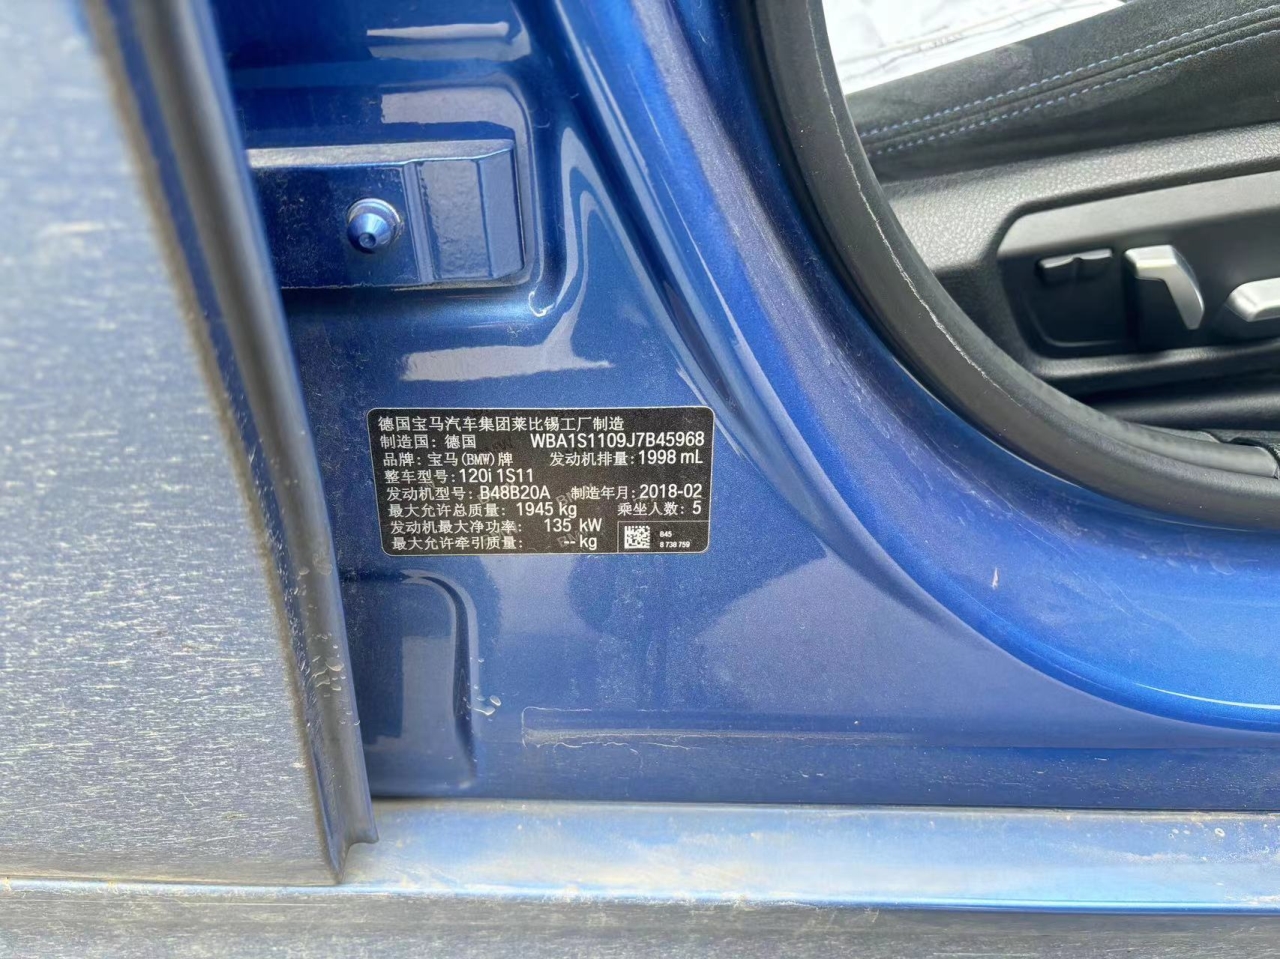 德国宝马汽车集团莱比锡工厂制造
制造国：德国 WBA1S1109J7B45968
品牌：宝马(BMW)牌 发动机排量：1998 mL
整车型号：120i 1S11
发动机型号：B48B20A 制造年月：2018-02
最大允许总质量：1945 kg 乘坐人数：5
发动机最大净功率：135 kW
最大允许牵引质量：-- kg
B45
8 738 759